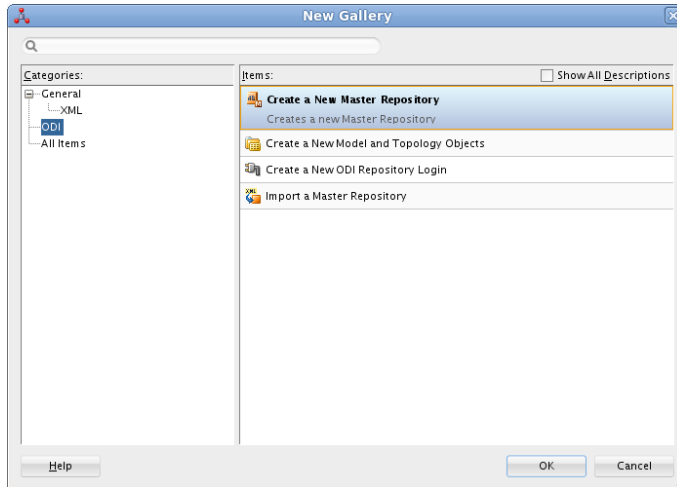 New Gallery
Categories:
General
XML
ODI
All Items
Items:
Show All Descriptions
Create a New Master Repository
Creates a new Master Repository
Create a New Model and Topology Objects
Create a New ODI Repository Login
Import a Master Repository
Help
OK
Cancel